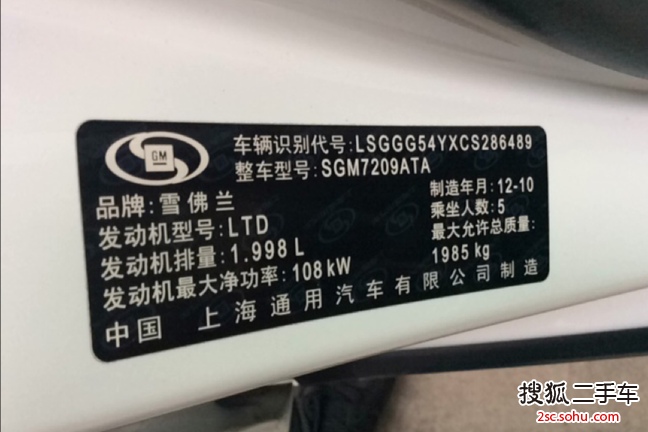 GM
车辆识别代号:LSGGG54YXCS286489
整车型号:SGM7209ATA
品牌:雪佛兰
制造年月:12-10
发动机型号:LTD
乘坐人数:5
发动机排量:1.998 L
最大允许总质量:
1985 kg
发动机最大净功率:108 kW
中国 上海通用汽车有限公司制造
搜狐二手车
2sc.sohu.com